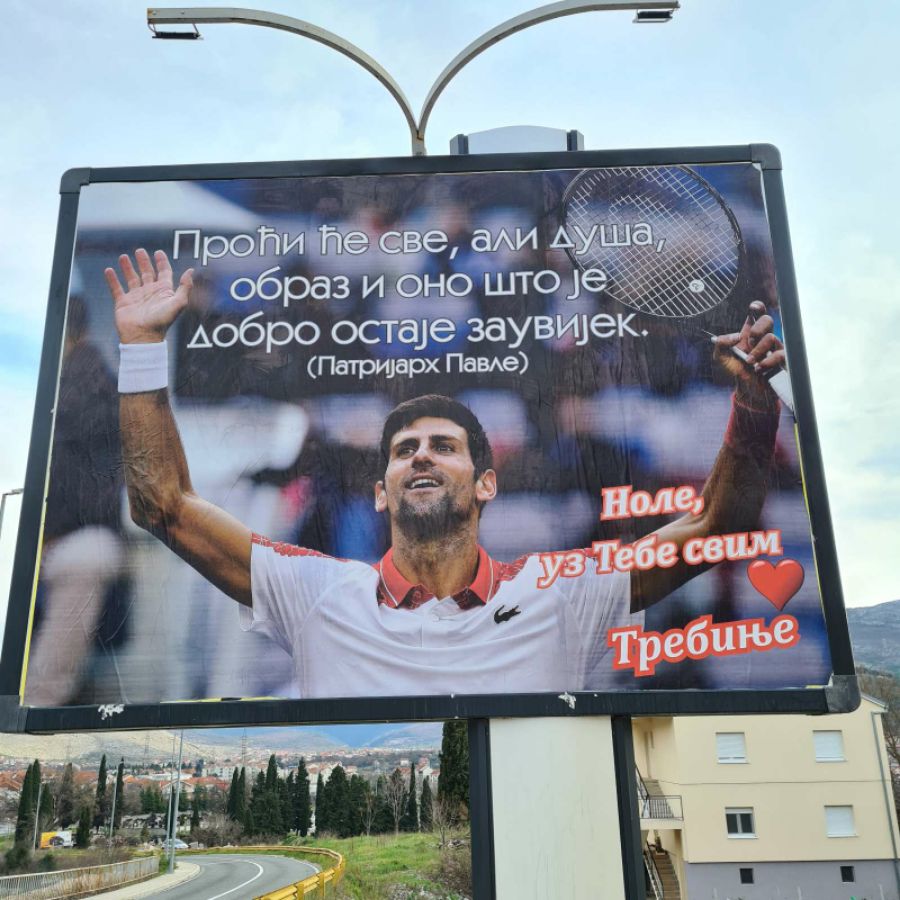 Проћи ће све, али душа,
образ и оно што је
добро остаје заувијек.
(Патријарх Павле)
Ноле,
уз Тебе свим
Требиње